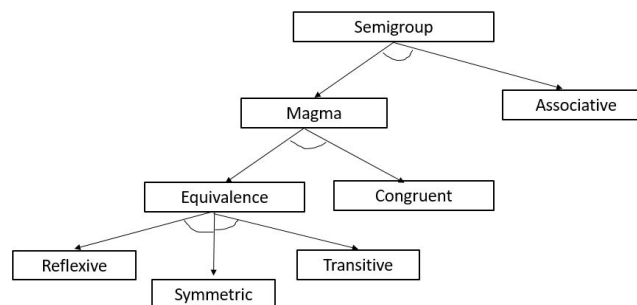 Semigroup
Magma
Associative
Equivalence
Congruent
Reflexive
Symmetric
Transitive